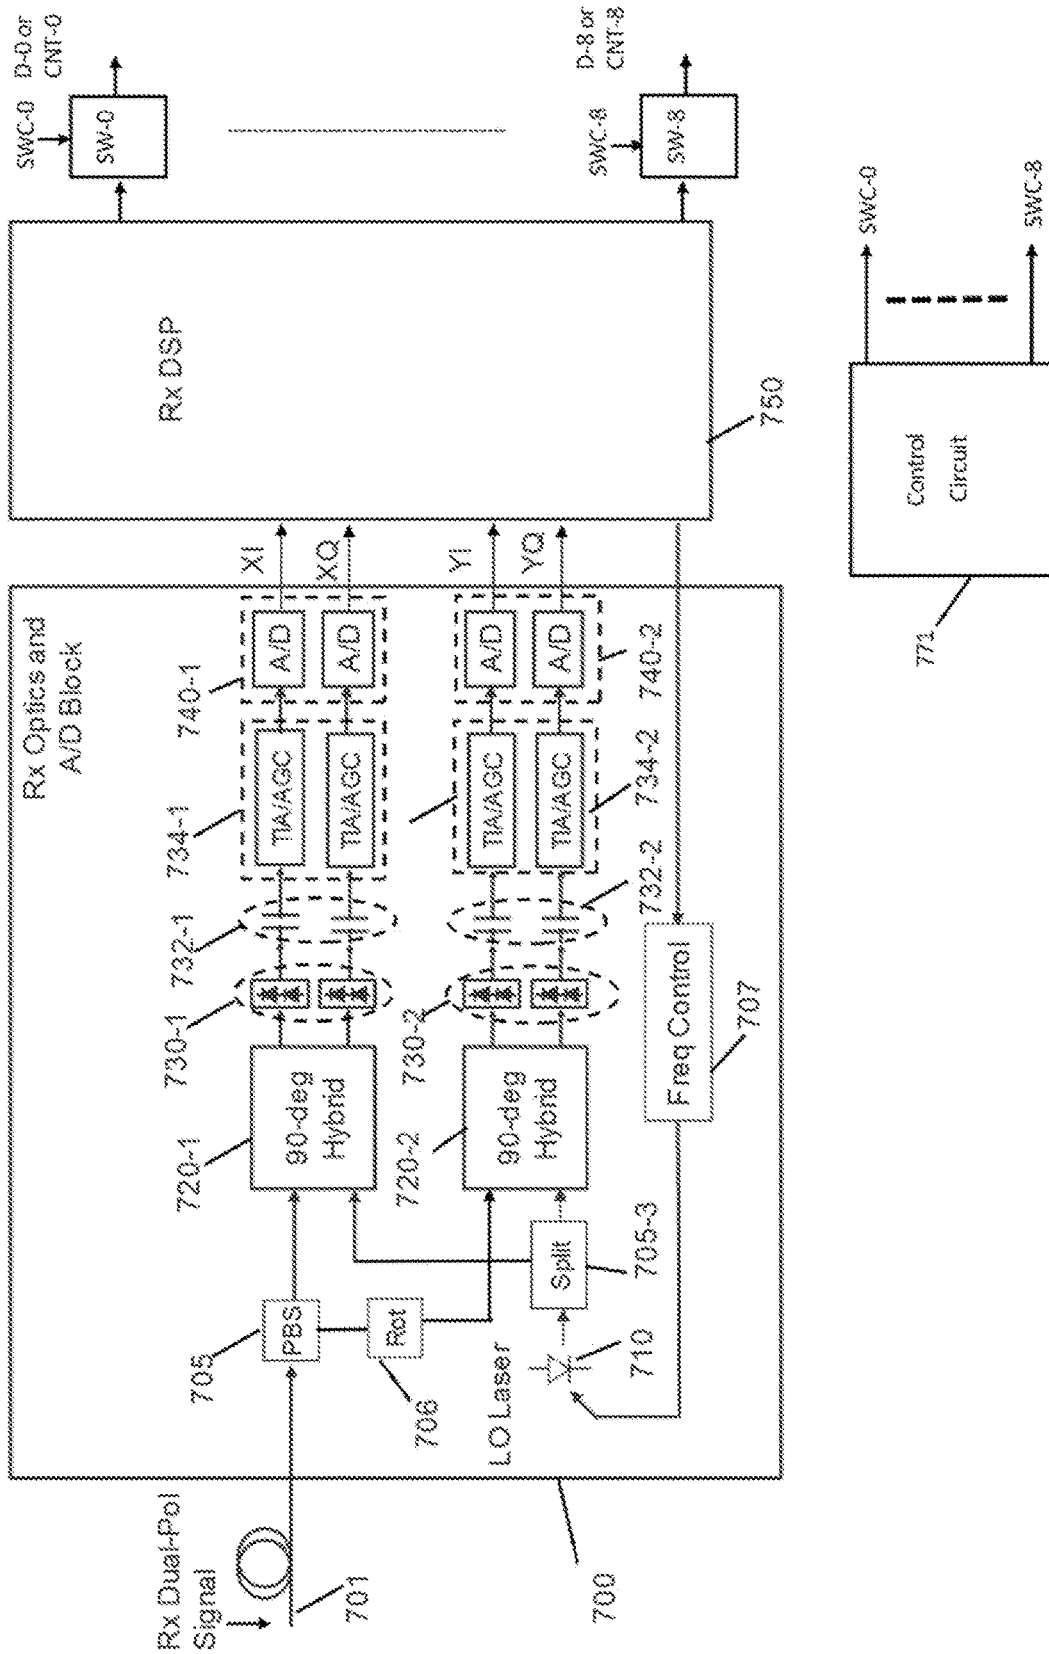 Rx Dual-Pol
Signal
701
700
Rx Optics and
A/D Block
705
PBS
706
Rot
LO Laser
710
Split
705-3
720-1
90-deg
Hybrid
720-2
90-deg
Hybrid
730-1
730-2
732-1
732-2
734-1
TIA/AGC
TIA/AGC
TIA/AGC
TIA/AGC
734-2
740-1
A/D
A/D
A/D
A/D
740-2
Freq Control
707
XI
XQ
YI
YQ
Rx DSP
750
SWC-0
SW-0
D-0 or
CNT-0
SWC-8
SW-8
D-8 or
CNT-8
Control
Circuit
771
SWC-0
SWC-8